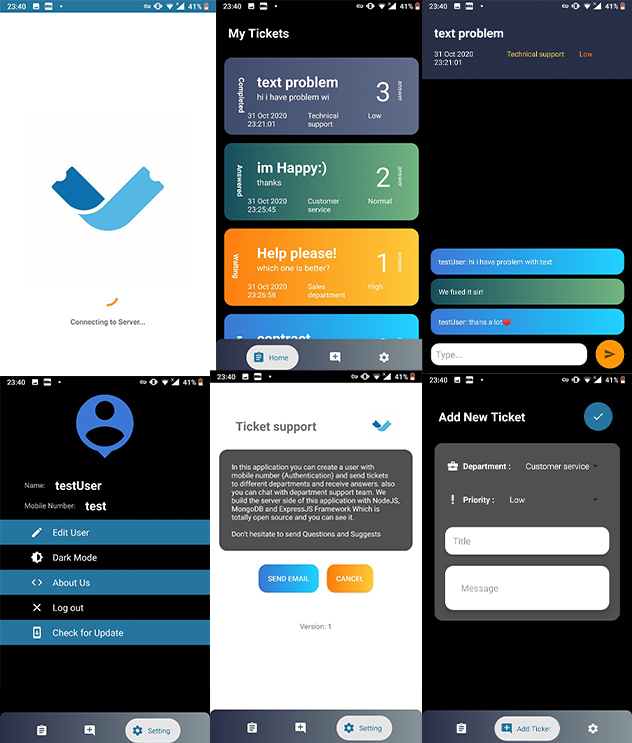 23:40
41%
Connecting to Server...
23:40
41%
My Tickets
Completed
text problem
hi i have problem wi
3
answer
31 Oct 2020
23:21:01
Technical
support
Low
Answered
im Happy:)
thanks
2
answer
31 Oct 2020
23:25:45
Customer
service
Normal
Waiting
Help please!
which one is better?
1
answer
31 Oct 2020
23:26:58
Sales
department
High
contract
Home
23:40
41%
text problem
31 Oct 2020
23:21:01
Technical support
Low
testUser: hi i have problem with text
We fixed it sir!
testUser: thans a lot❤
Type...
23:40
41%
Name: testUser
Mobile Number: test
Edit User
Dark Mode
About Us
Log out
Check for Update
Setting
23:40
41%
Ticket support
In this application you can create a user with
mobile number (Authentication) and send tickets
to different departments and receive answers. also
you can chat with department support team. We
build the server side of this application with NodeJS,
MongoDB and ExpressJS Framework Which is
totally open source and you can see it.
Don't hesitate to send Questions and Suggests
SEND EMAIL
CANCEL
Version: 1
Setting
23:40
41%
Add New Ticket
Department : Customer service
Priority : Low
Title
Message
Add Ticket